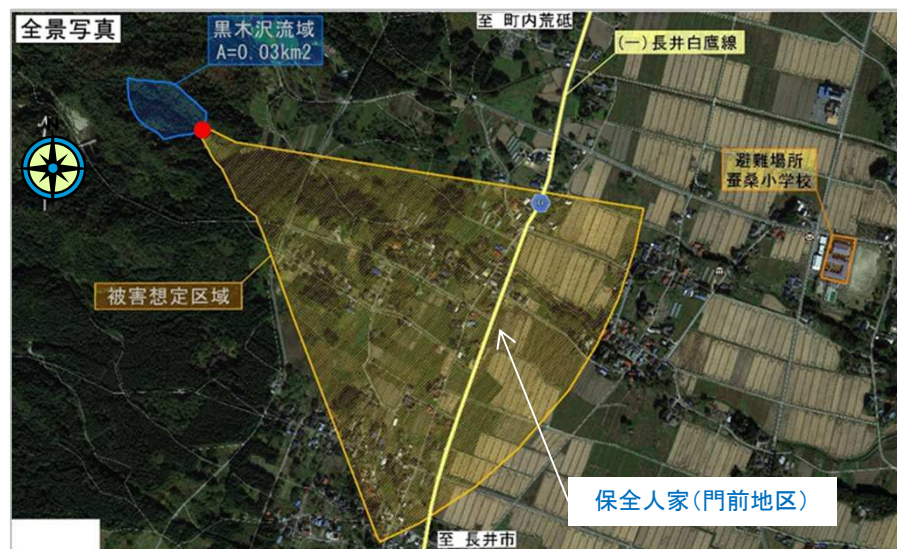 全景写真
黒木沢流域
A=0.03km2
至 町内荒砥
(一)長井白鷹線
避難場所
蚕桑小学校
被害想定区域
保全人家(門前地区)
至 長井市